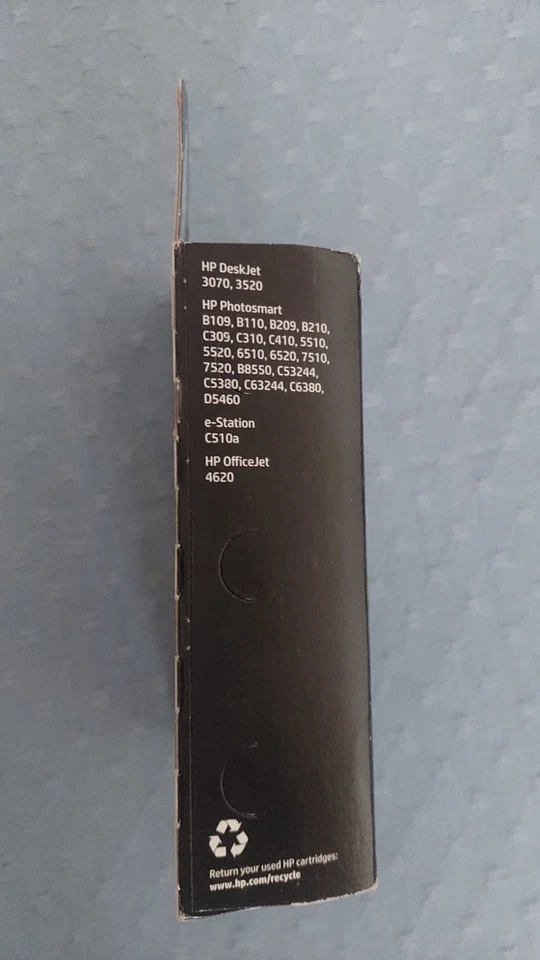 HP DeskJet
3070, 3520
HP Photosmart
B109, B110, B209, B210,
C309, C310, C410, 5510,
5520, 6510, 6520, 7510,
7520, B8550, C53244,
C5380, C63244, C6380,
D5460
e-Station
C510a
HP OfficeJet
4620
Return your used HP cartridges:
www.hp.com/recycle